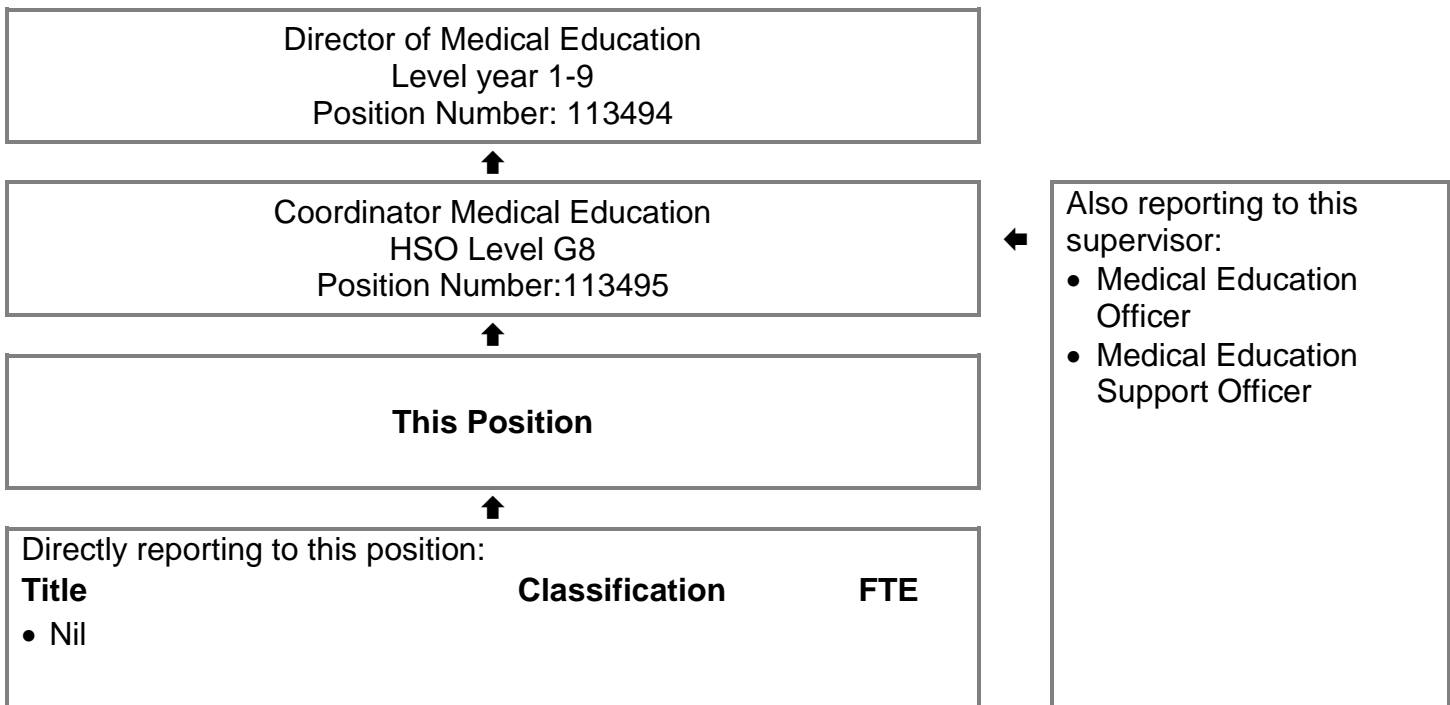 Director of Medical Education
Level year 1-9
Position Number: 113494
Coordinator Medical Education
HSO Level G8
Position Number:113495
Also reporting to this
supervisor:
• Medical Education
Officer
• Medical Education
Support Officer
This Position
Directly reporting to this position:
Title Classification FTE
• Nil